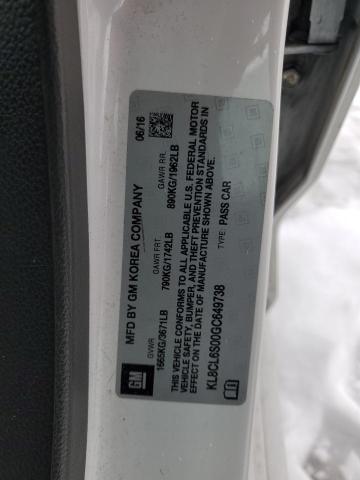 MFD BY GM KOREA COMPANY 06/16
GVWR GAWR FRT. GAWR RR.
1665KG/3671LB 790KG/1742LB 890KG/1962LB
THIS VEHICLE CONFORMS TO ALL APPLICABLE U.S. FEDERAL MOTOR
VEHICLE SAFETY, BUMPER, AND THEFT PREVENTION STANDARDS IN
EFFECT ON THE DATE OF MANUFACTURE SHOWN ABOVE.
KL8CL6S00GC649738 TYPE: PASS CAR
GM